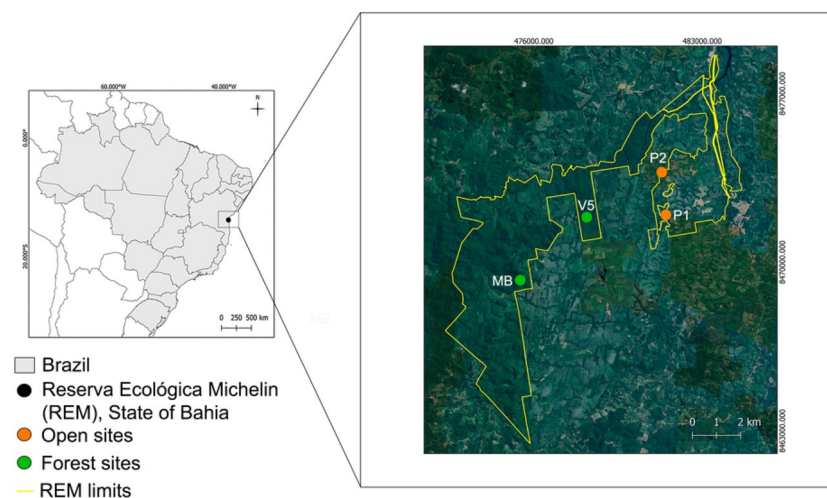 60.000°W
40.000°W
N
0.000°
20.000°S
0 250 500 km
MB
Brazil
Reserva Ecológica Michelin
(REM), State of Bahia
Open sites
Forest sites
REM limits
476000.000
483000.000
8477000.000
8470000.000
8463000.000
P2
V5
P1
MB
0 1 2 km